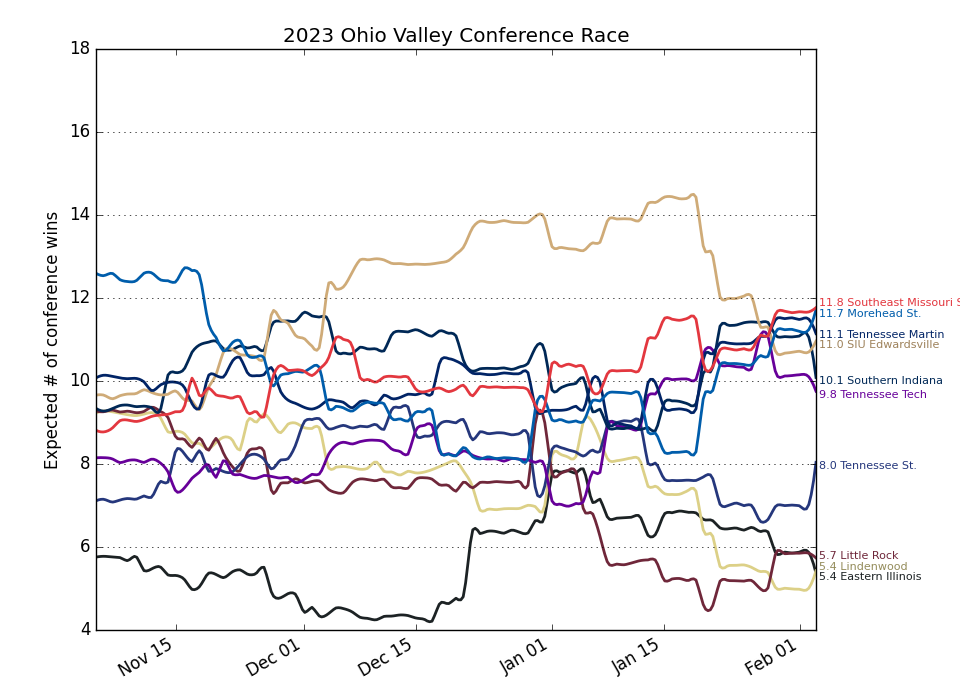 2023 Ohio Valley Conference Race
Expected # of conference wins
18
16
14
12
10
8
6
4
Nov 15
Dec 01
Dec 15
Jan 01
Jan 15
Feb 01
11.8 Southeast Missouri S
11.7 Morehead St.
11.1 Tennessee Martin
11.0 SIU Edwardsville
10.1 Southern Indiana
9.8 Tennessee Tech
8.0 Tennessee St.
5.7 Little Rock
5.4 Lindenwood
5.4 Eastern Illinois